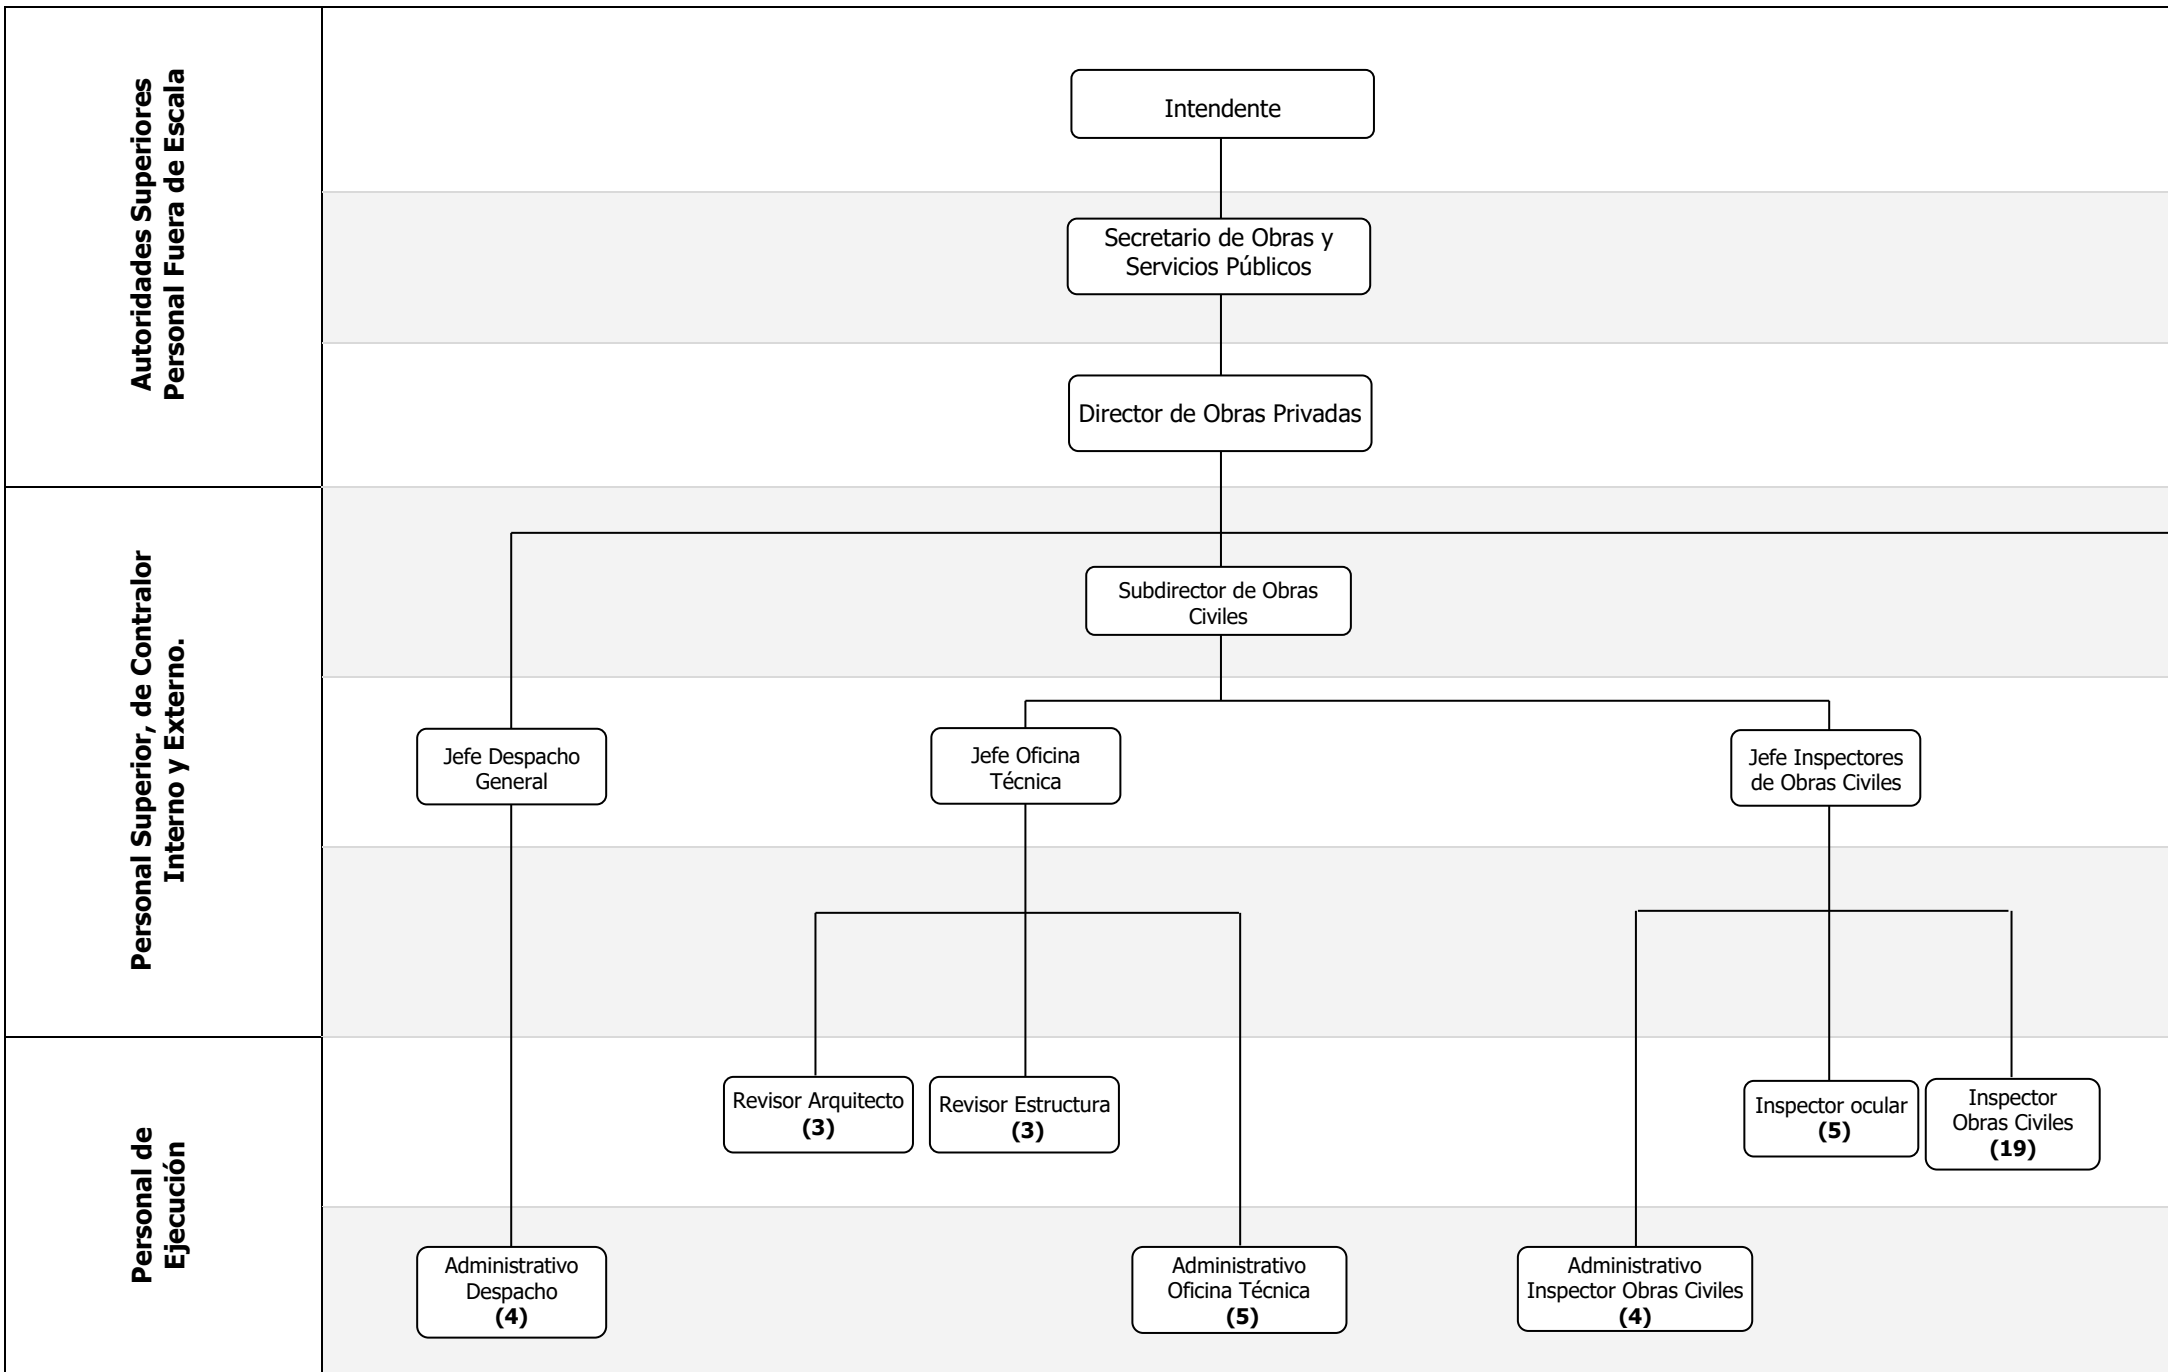 Autoridades Superiores
Personal Fuera de Escala
Intendente
Secretario de Obras y
Servicios Públicos
Director de Obras Privadas
Personal Superior, de Contralor
Interno y Externo.
Subdirector de Obras
Civiles
Jefe Despacho
General
Jefe Oficina
Técnica
Jefe Inspectores
de Obras Civiles
Personal de
Ejecución
Revisor Arquitecto
(3)
Revisor Estructura
(3)
Inspector ocular
(5)
Inspector
Obras Civiles
(19)
Administrativo
Despacho
(4)
Administrativo
Oficina Técnica
(5)
Administrativo
Inspector Obras Civiles
(4)